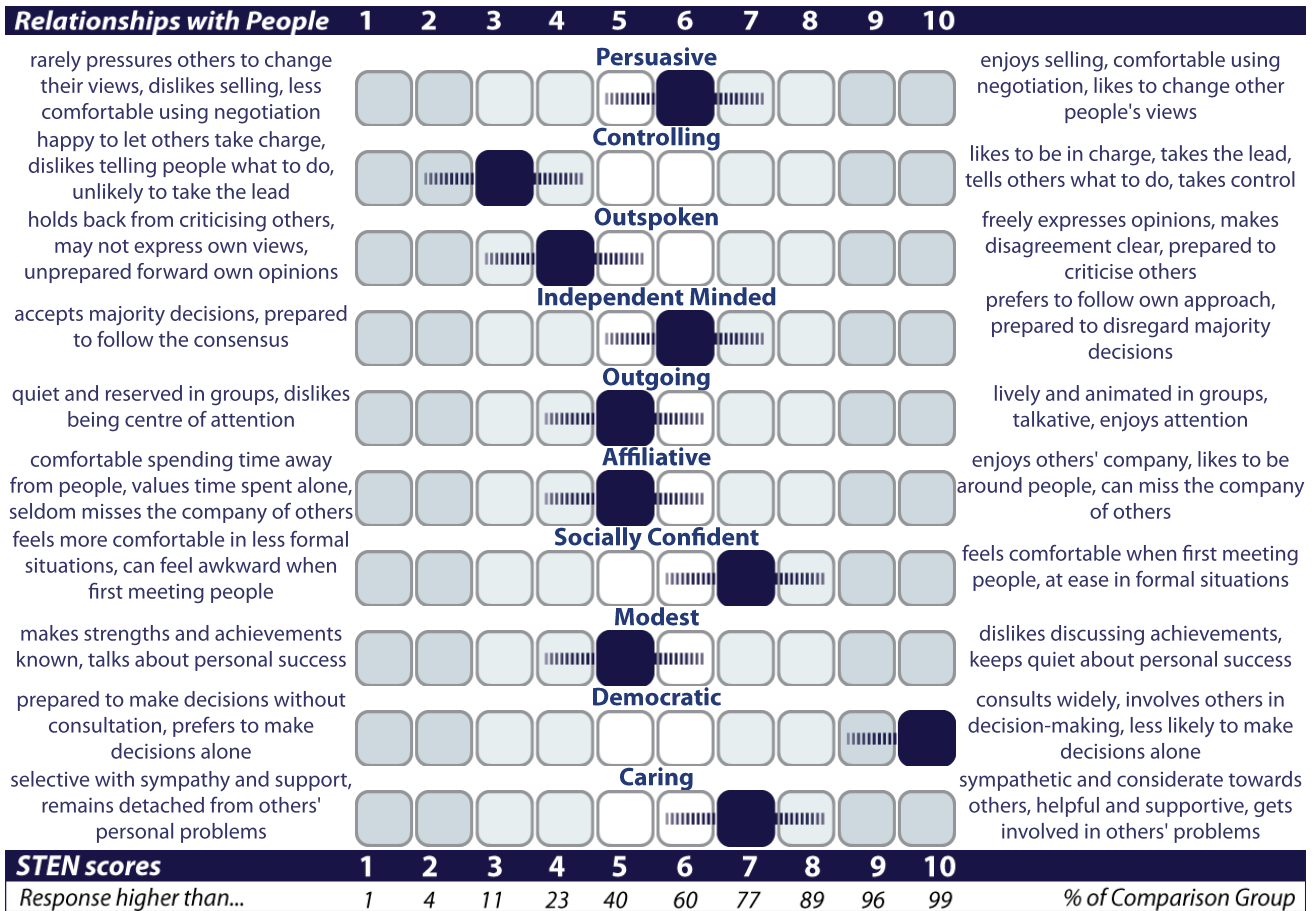 Relationships with People 1 2 3 4 5 6 7 8 9 10
Persuasive
rarely pressures others to change
their views, dislikes selling, less
comfortable using negotiation
enjoys selling, comfortable using
negotiation, likes to change other
people's views
Controlling
happy to let others take charge,
dislikes telling people what to do,
unlikely to take the lead
likes to be in charge, takes the lead,
tells others what to do, takes control
Outspoken
holds back from criticising others,
may not express own views,
unprepared forward own opinions
freely expresses opinions, makes
disagreement clear, prepared to
criticise others
Independent Minded
accepts majority decisions, prepared
to follow the consensus
prefers to follow own approach,
prepared to disregard majority
decisions
Outgoing
quiet and reserved in groups, dislikes
being centre of attention
lively and animated in groups,
talkative, enjoys attention
Affiliative
comfortable spending time away
from people, values time spent alone,
seldom misses the company of others
enjoys others' company, likes to be
around people, can miss the company
of others
Socially Confident
feels more comfortable in less formal
situations, can feel awkward when
first meeting people
feels comfortable when first meeting
people, at ease in formal situations
Modest
makes strengths and achievements
known, talks about personal success
dislikes discussing achievements,
keeps quiet about personal success
Democratic
prepared to make decisions without
consultation, prefers to make
decisions alone
consults widely, involves others in
decision-making, less likely to make
decisions alone
Caring
selective with sympathy and support,
remains detached from others'
personal problems
sympathetic and considerate towards
others, helpful and supportive, gets
involved in others' problems
STEN scores 1 2 3 4 5 6 7 8 9 10
Response higher than... 1 4 11 23 40 60 77 89 96 99 % of Comparison Group